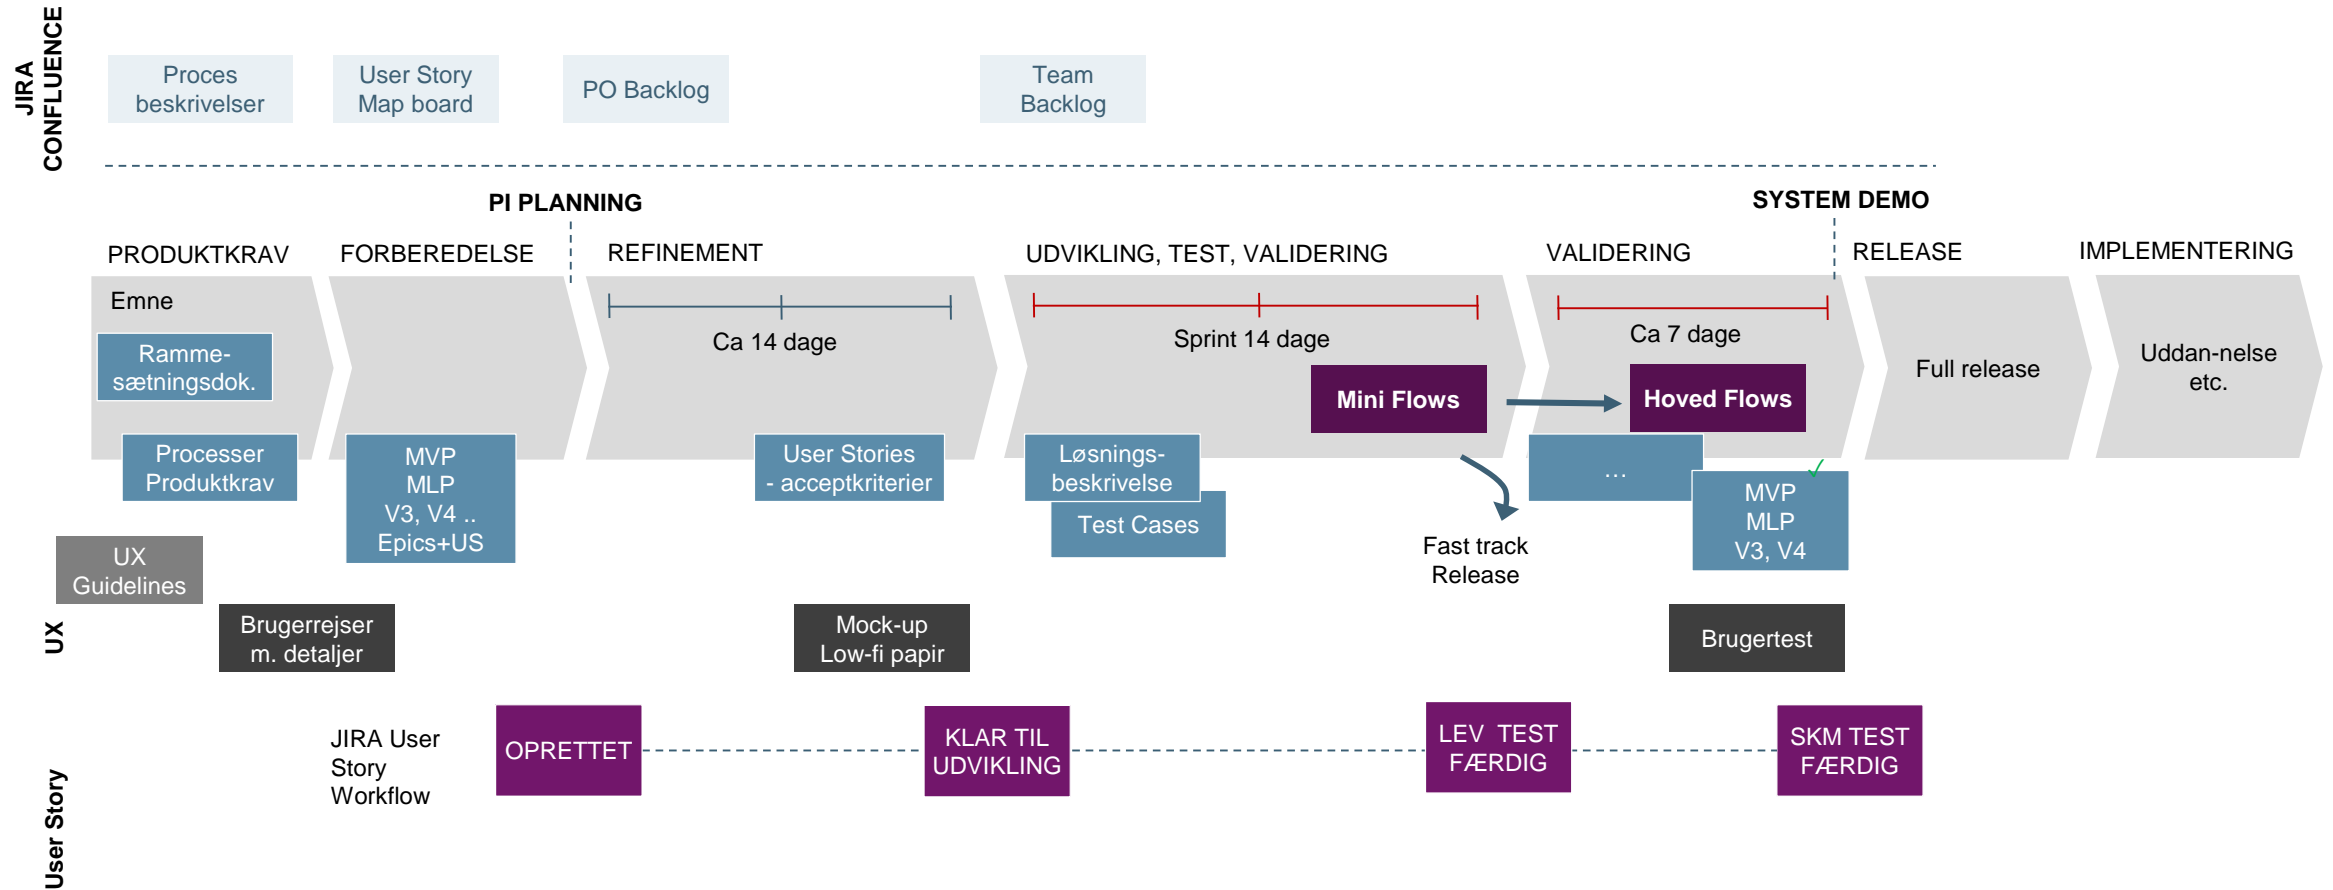 JIRA
CONFLUENCE
Proces
beskrivelser
User Story
Map board
PO Backlog
Team
Backlog
PI PLANNING
SYSTEM DEMO
PRODUKTKRAV
FORBEREDELSE
REFINEMENT
UDVIKLING, TEST, VALIDERING
VALIDERING
RELEASE
IMPLEMENTERING
Emne
Ramme-
sætningsdok.
Processer
Produktkrav
MVP
MLP
V3, V4 ..
Epics+US
Ca 14 dage
User Stories
- acceptkriterier
Sprint 14 dage
Mini Flows
Løsnings-
beskrivelse
Test Cases
Fast track
Release
Ca 7 dage
Hoved Flows
...
MVP
MLP
V3, V4
Full release
Uddan-nelse
etc.
UX
UX
Guidelines
Brugerrejser
m. detaljer
Mock-up
Low-fi papir
Brugertest
User Story
JIRA User
Story
Workflow
OPRETTET
KLAR TIL
UDVIKLING
LEV  TEST
FÆRDIG
SKM TEST
FÆRDIG